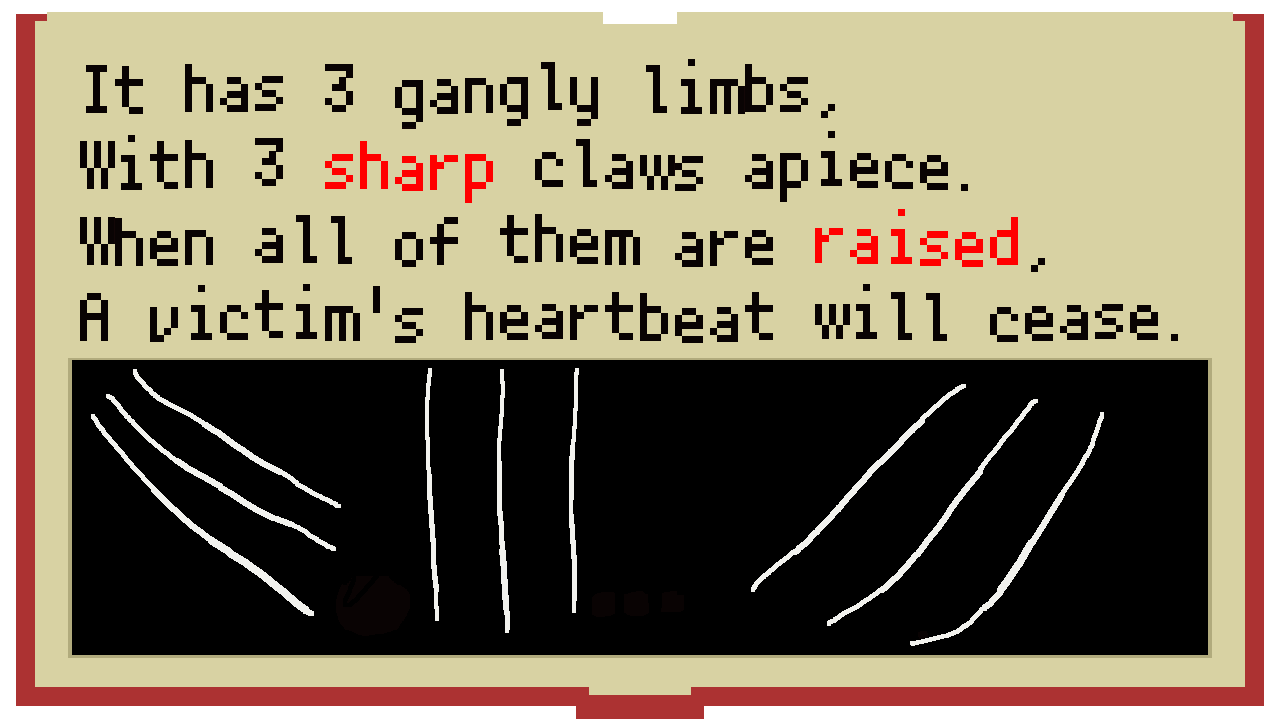 It has 3 gangly limbs,
With 3 sharp claws apiece.
When all of them are raised,
A victim's heartbeat will cease.